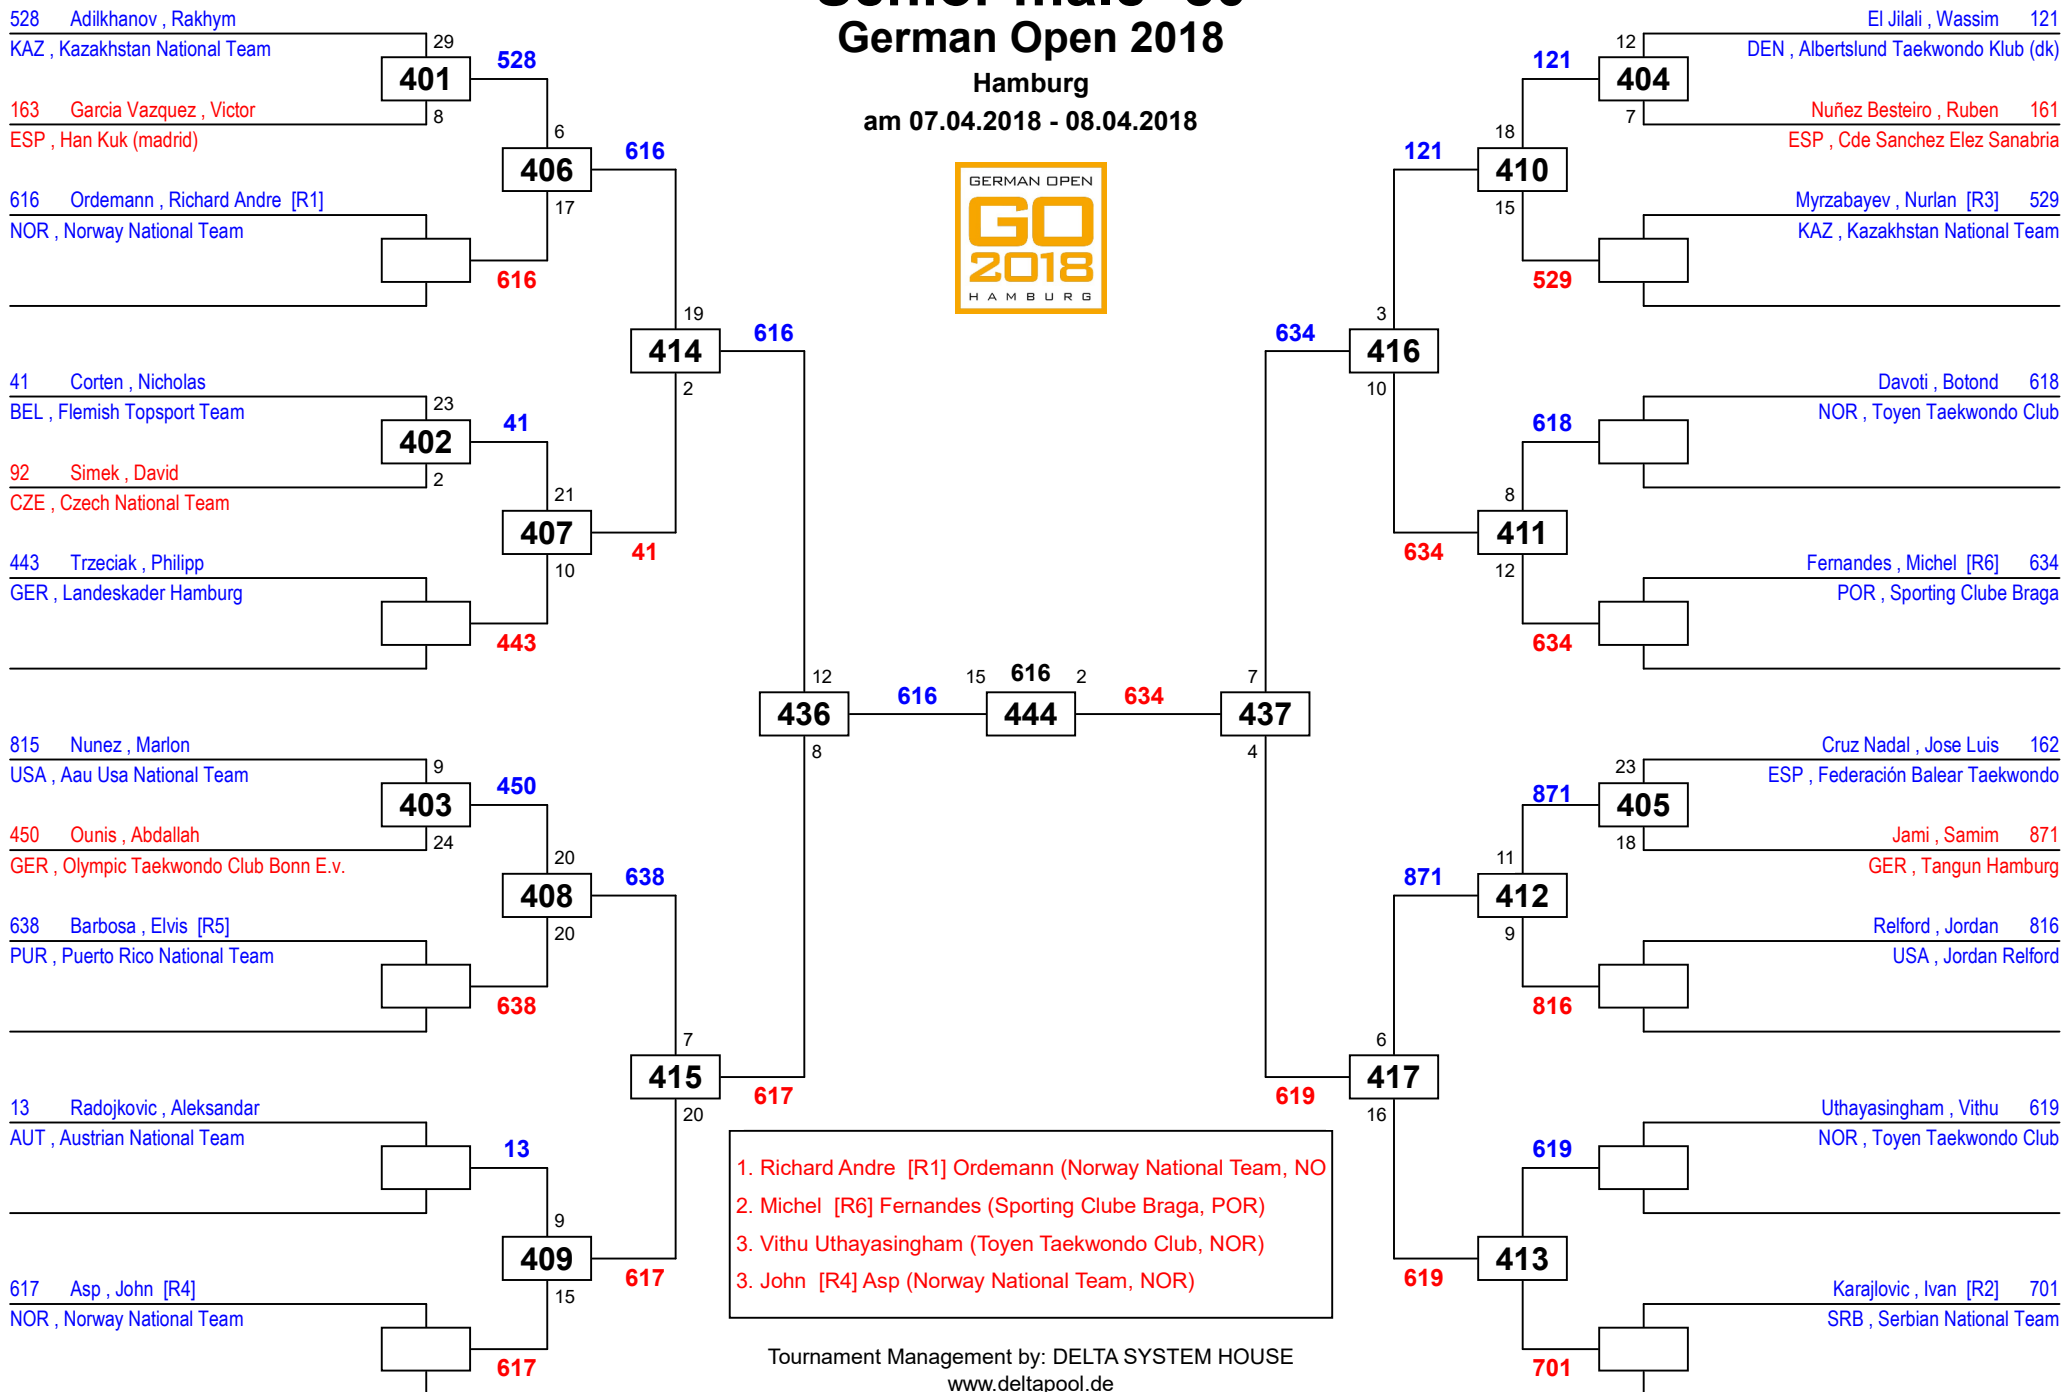 German Open 2018
Hamburg
am 07.04.2018 - 08.04.2018
GERMAN OPEN
GO
2018
HAMBURG
528 Adilkhanov , Rakhym
KAZ , Kazakhstan National Team
29
401
8
528
163 Garcia Vazquez , Victor
ESP , Han Kuk (madrid)
6
406
17
616
616 Ordemann , Richard Andre [R1]
NOR , Norway National Team
616
19
414
2
616
41 Corten , Nicholas
BEL , Flemish Topsport Team
23
402
2
41
92 Simek , David
CZE , Czech National Team
21
407
10
41
443 Trzeciak , Philipp
GER , Landeskader Hamburg
443
12
436
8
616
15 616 2
444
634
7
437
4
815 Nunez , Marlon
USA , Aau Usa National Team
9
403
24
450
450 Ounis , Abdallah
GER , Olympic Taekwondo Club Bonn E.v.
20
408
20
638
638 Barbosa , Elvis [R5]
PUR , Puerto Rico National Team
638
7
415
20
617
13 Radojkovic , Aleksandar
AUT , Austrian National Team
13
9
409
15
617
617 Asp , John [R4]
NOR , Norway National Team
617
El Jilali , Wassim 121
DEN , Albertslund Taekwondo Klub (dk)
12
404
7
121
Nuñez Besteiro , Ruben 161
ESP , Cde Sanchez Elez Sanabria
18
410
15
121
Myrzabayev , Nurlan [R3] 529
KAZ , Kazakhstan National Team
529
3
416
10
634
Davoti , Botond 618
NOR , Toyen Taekwondo Club
618
8
411
12
634
Fernandes , Michel [R6] 634
POR , Sporting Clube Braga
634
Cruz Nadal , Jose Luis 162
ESP , Federación Balear Taekwondo
23
405
18
871
Jami , Samim 871
GER , Tangun Hamburg
11
412
9
871
Relford , Jordan 816
USA , Jordan Relford
816
6
417
16
619
Uthayasingham , Vithu 619
NOR , Toyen Taekwondo Club
619
413
619
Karajlovic , Ivan [R2] 701
SRB , Serbian National Team
701
1. Richard Andre [R1] Ordemann (Norway National Team, NO
2. Michel [R6] Fernandes (Sporting Clube Braga, POR)
3. Vithu Uthayasingham (Toyen Taekwondo Club, NOR)
3. John [R4] Asp (Norway National Team, NOR)
Tournament Management by: DELTA SYSTEM HOUSE
www.deltapool.de